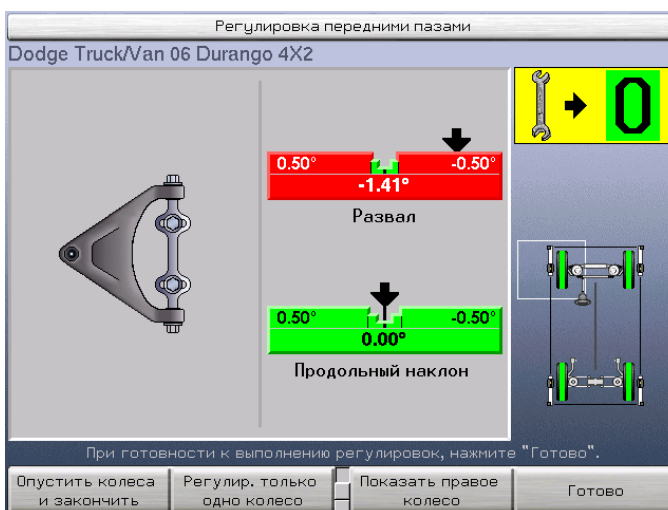 Регулировка передними пазами
Dodge Truck/Van 06 Durango 4X2
0
0.50° -0.50°
-1.41°
Развал
0.50° -0.50°
0.00°
Продольный наклон
При готовности к выполнению регулировок, нажмите "Готово".
Опустить колеса
и закончить
Регулир. только
одно колесо
Показать правое
колесо
Готово